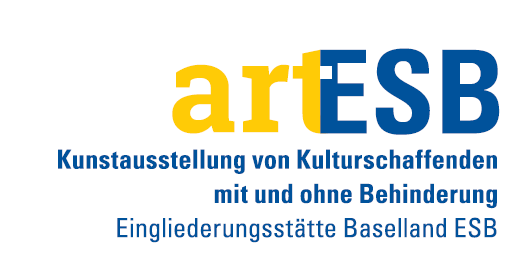 artESB
Kunstausstellung von Kulturschaffenden
mit und ohne Behinderung
Eingliederungsstätte Baselland ESB